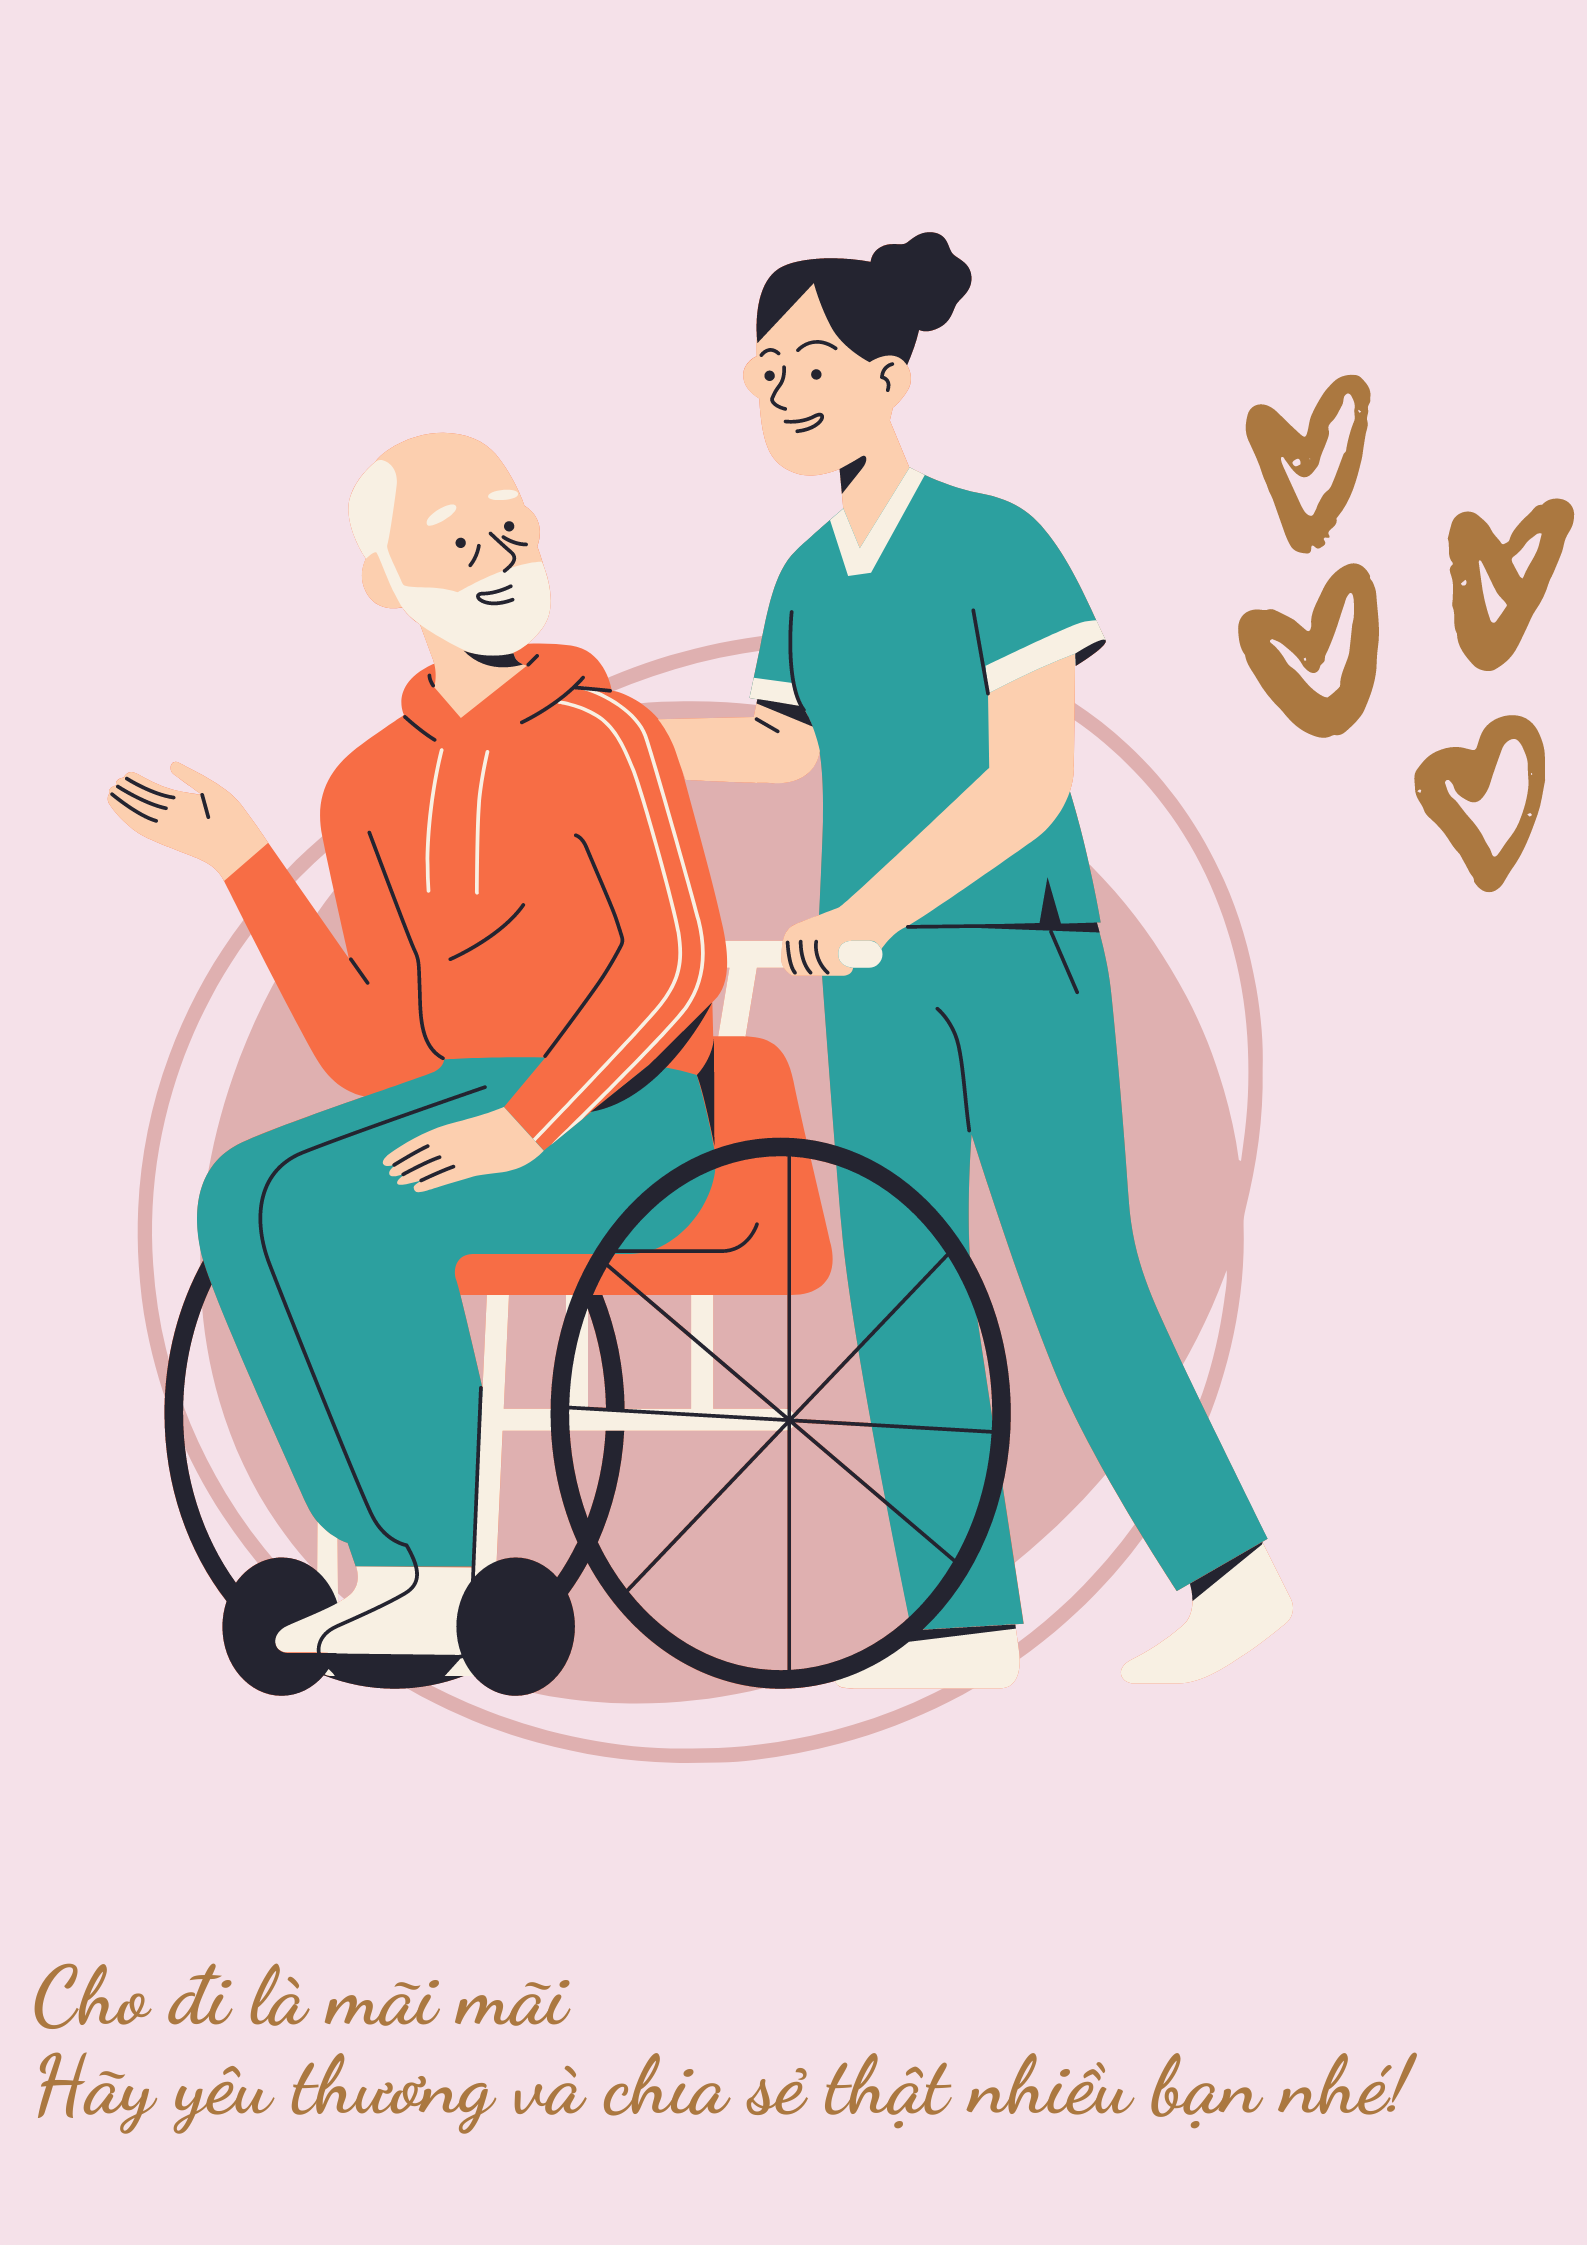 Cho đi là mãi mãi
Hãy yêu thương và chia sẻ thật nhiều bạn nhé!